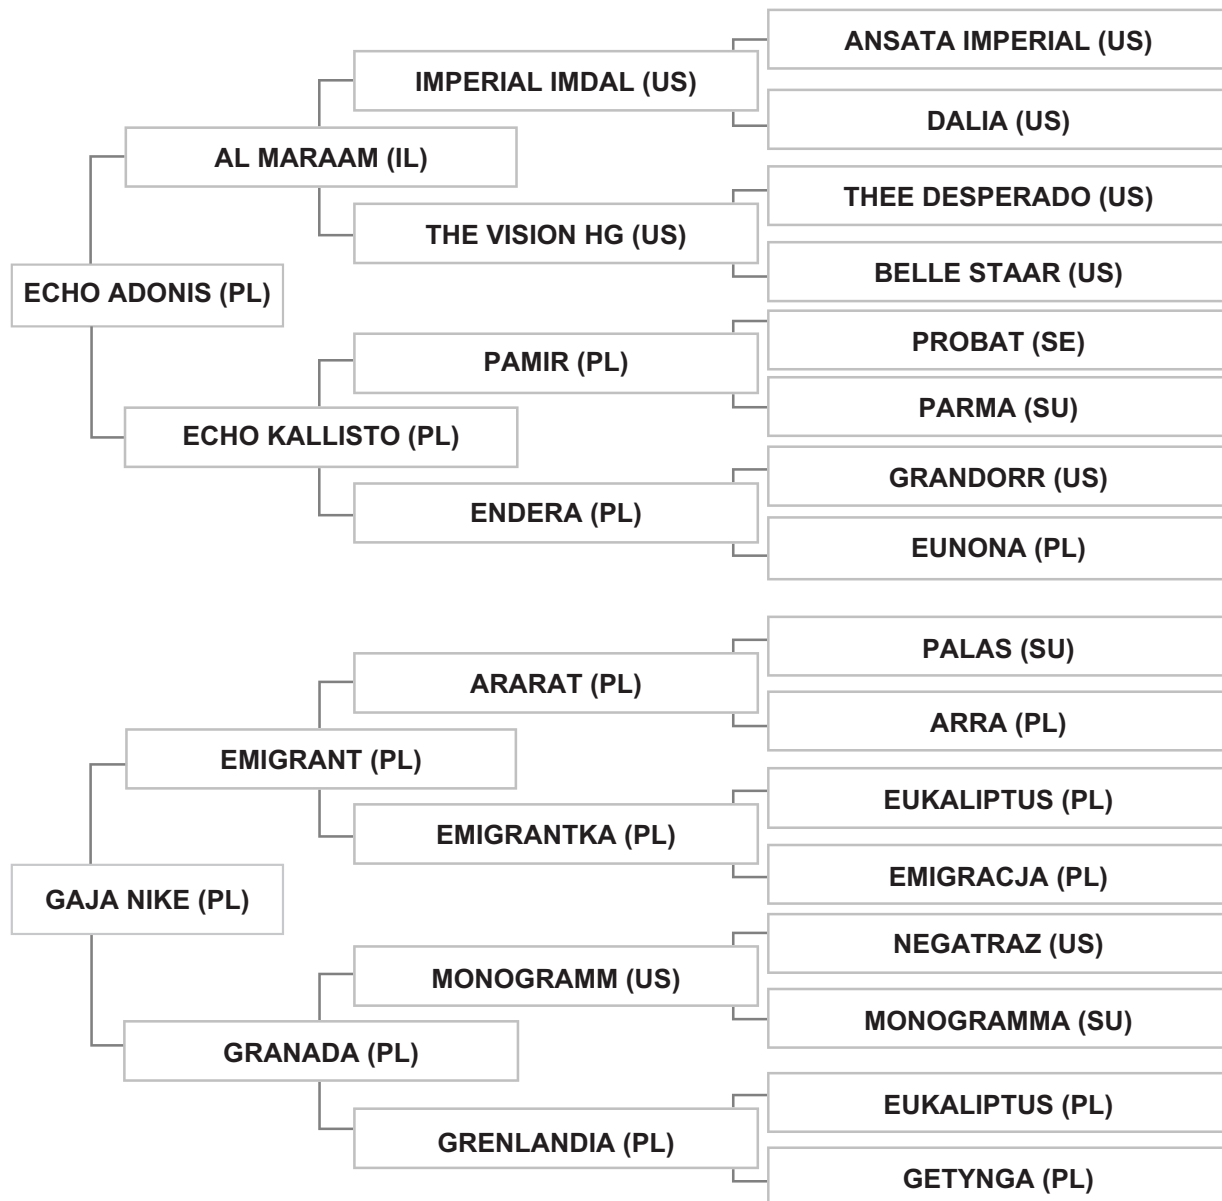 ANSATA IMPERIAL (US)
IMPERIAL IMDAL (US)
DALIA (US)
AL MARAAM (IL)
THEE DESPERADO (US)
THE VISION HG (US)
BELLE STAAR (US)
ECHO ADONIS (PL)
PROBAT (SE)
PAMIR (PL)
PARMA (SU)
ECHO KALLISTO (PL)
GRANDORR (US)
ENDERA (PL)
EUNONA (PL)
PALAS (SU)
ARARAT (PL)
ARRA (PL)
EMIGRANT (PL)
EUKALIPTUS (PL)
EMIGRANTKA (PL)
EMIGRACJA (PL)
GAJA NIKE (PL)
NEGATRAZ (US)
MONOGRAMM (US)
MONOGRAMMA (SU)
GRANADA (PL)
EUKALIPTUS (PL)
GRENLANDIA (PL)
GETYNGA (PL)